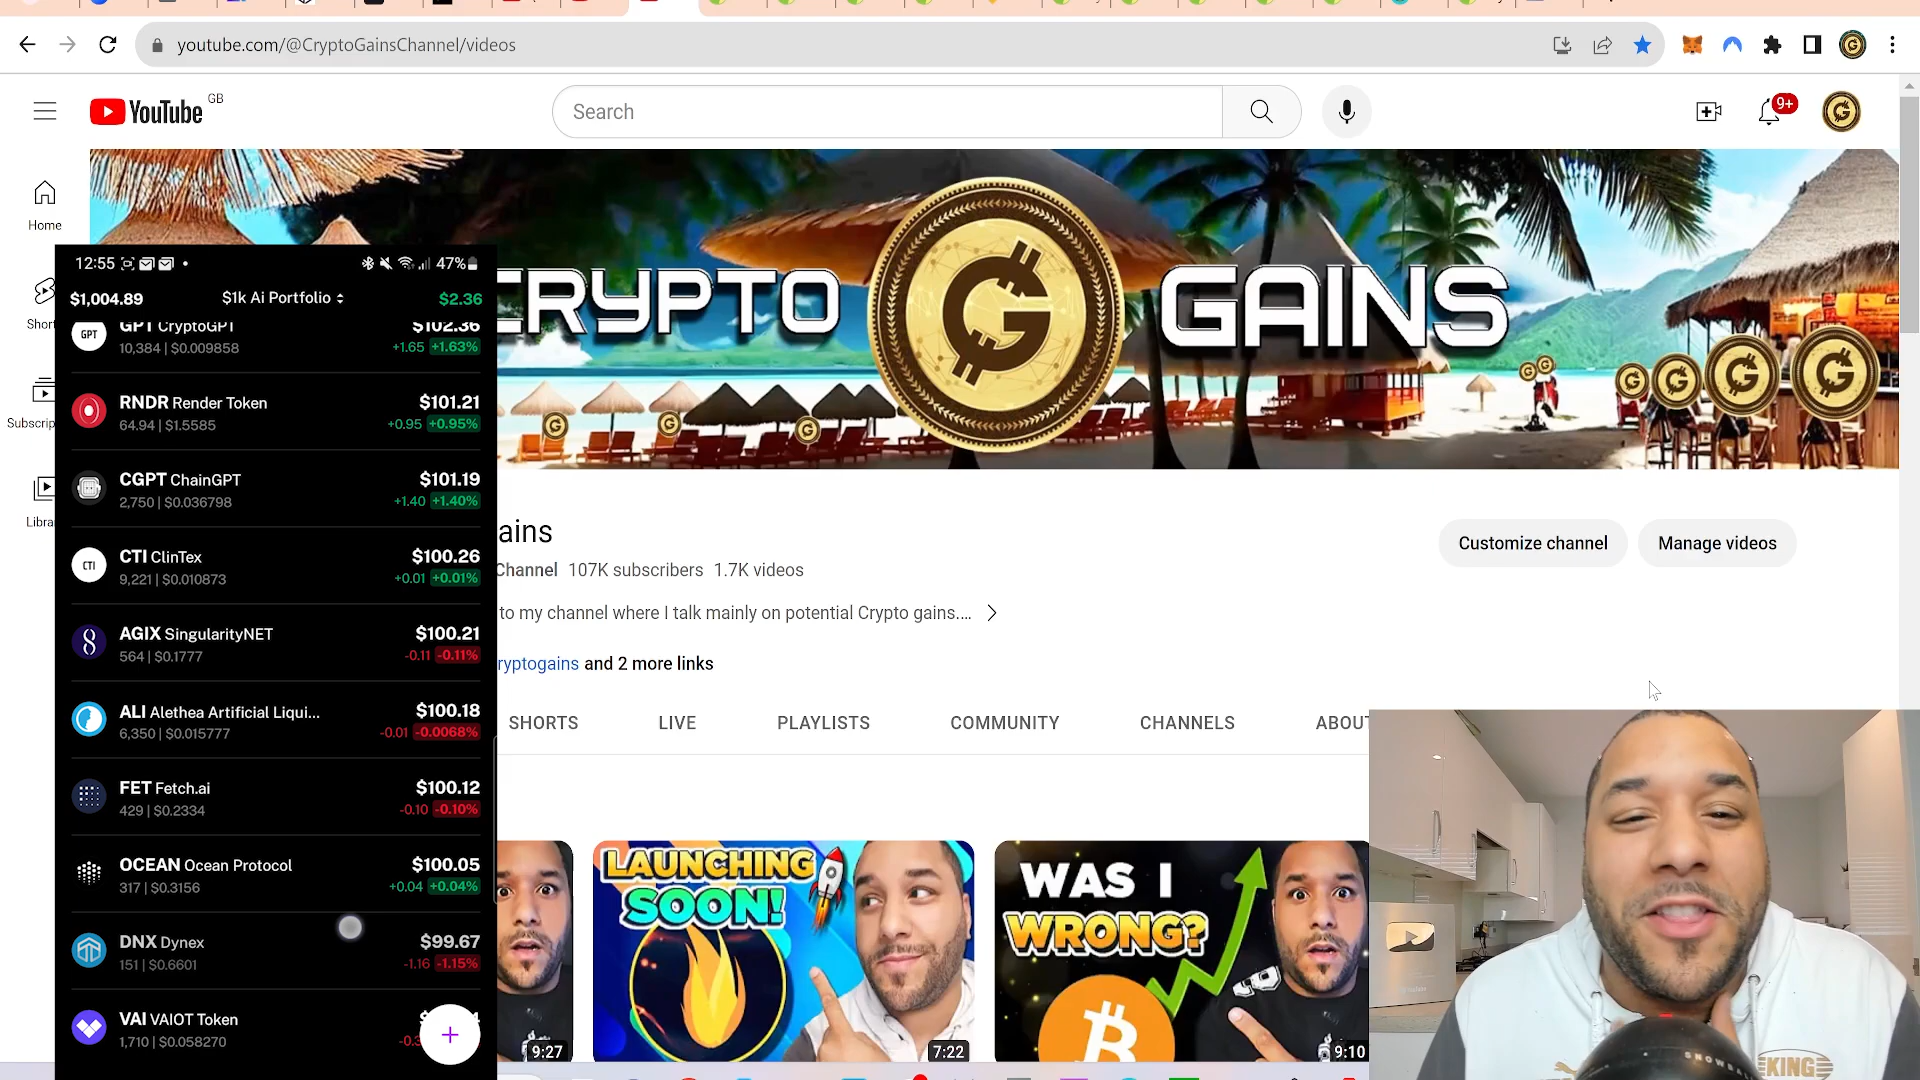 youtube.com/@CryptoGainsChannel/videos
YouTube GB
Search
9+
Home
CRYPTO
GAINS
12:55
47%
$1,004.89
$1k Ai Portfolio
$2.36
GPT CryptoGPT
$102.36
10,384 | $0.009858
+1.65 +1.63%
RNDR Render Token
$101.21
64.94 | $1.5585
+0.95 +0.95%
CGPT ChainGPT
$101.19
2,750 | $0.036798
+1.40 +1.40%
CTI ClinTex
$100.26
9,221 | $0.010873
+0.01 +0.01%
AGIX SingularityNET
$100.21
564 | $0.1777
-0.11 -0.11%
ALI Alethea Artificial Liqui...
$100.18
6,350 | $0.015777
-0.01 -0.0068%
FET Fetch.ai
$100.12
429 | $0.2334
-0.10 -0.10%
OCEAN Ocean Protocol
$100.05
317 | $0.3156
+0.04 +0.04%
DNX Dynex
$99.67
151 | $0.6601
-1.16 -1.15%
VAI VAIOT Token
1,710 | $0.058270
Short
Subscrip
Librar
ains
Channel 107K subscribers 1.7K videos
to my channel where I talk mainly on potential Crypto gains....
ryptogains and 2 more links
Customize channel
Manage videos
SHORTS
LIVE
PLAYLISTS
COMMUNITY
CHANNELS
ABOUT
9:27
LAUNCHING
SOON!
7:22
WAS I
WRONG?
9:10
KING